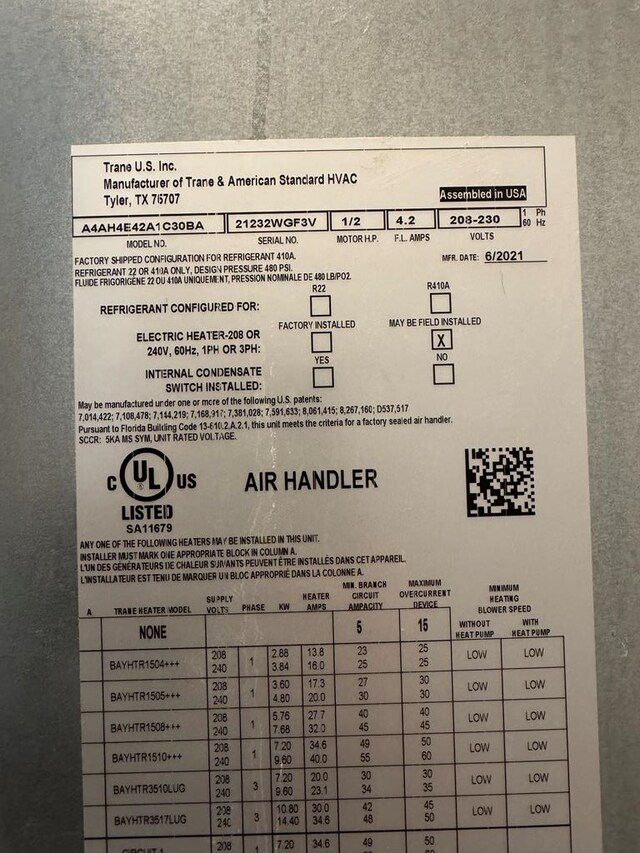 Trane U.S. Inc.
Manufacturer of Trane & American Standard HVAC
Tyler, TX 75707
Assembled in USA
A4AH4E42A1C30BA 21232WGF3V 1/2 4.2 208-230 1 Ph 60 Hz
MODEL NO. SERIAL NO. MOTOR H.P. F.L. AMPS VOLTS
FACTORY SHIPPED CONFIGURATION FOR REFRIGERANT 410A. MFR. DATE: 6/2021
REFRIGERANT 22 OR 410A ONLY, DESIGN PRESSURE 480 PSI.
FLUIDE FRIGORIGÈNE 22 OU 410A UNIQUEMENT, PRESSION NOMINALE DE 480 LB/PO2.
R22 R410A
REFRIGERANT CONFIGURED FOR:
FACTORY INSTALLED MAY BE FIELD INSTALLED
ELECTRIC HEATER-208 OR
240V, 60Hz, 1PH OR 3PH: X
YES NO
INTERNAL CONDENSATE
SWITCH INSTALLED:
May be manufactured under one or more of the following U.S. patents:
7,014,422; 7,108,478; 7,144,219; 7,168,917; 7,381,028; 7,591,633; 8,061,415; 8,267,160; D537,517
Pursuant to Florida Building Code 13-610.2.A.2.1, this unit meets the criteria for a factory sealed air handler.
SCCR: 5KA MS SYM, UNIT RATED VOLTAGE.
C UL US AIR HANDLER
LISTED
SA11679
ANY ONE OF THE FOLLOWING HEATERS MAY BE INSTALLED IN THIS UNIT.
INSTALLER MUST MARK ONE APPROPRIATE BLOCK IN COLUMN A.
L'UN DES GÉNÉRATEURS DE CHALEUR SUIVANTS PEUVENT ÊTRE INSTALLÉS DANS CET APPAREIL.
L'INSTALLATEUR EST TENU DE MARQUER UN BLOC APPROPRIÉ DANS LA COLONNE A.
A TRANE HEATER MODEL SUPPLY VOLTS PHASE KW HEATER AMPS MIN. BRANCH CIRCUIT AMPACITY MAXIMUM OVERCURRENT DEVICE MINIMUM HEATING BLOWER SPEED
WITHOUT HEAT PUMP WITH HEAT PUMP
NONE 5 15
BAYHTR1504+++ 208 1 2.88 13.8 23 25 LOW LOW
240 3.84 16.0 25 25
BAYHTR1505+++ 208 1 3.60 17.3 27 30 LOW LOW
240 4.80 20.0 30 30
BAYHTR1508+++ 208 1 5.76 27.7 40 40 LOW LOW
240 7.68 32.0 45 45
BAYHTR1510+++ 208 1 7.20 34.6 49 50 LOW LOW
240 9.60 40.0 55 60
BAYHTR3510LUG 208 3 7.20 20.0 30 30 LOW LOW
240 9.60 23.1 34 35
BAYHTR3517LUG 208 3 10.80 30.0 42 45 LOW LOW
240 14.40 34.6 48 50
208 1 7.20 34.6 49 50